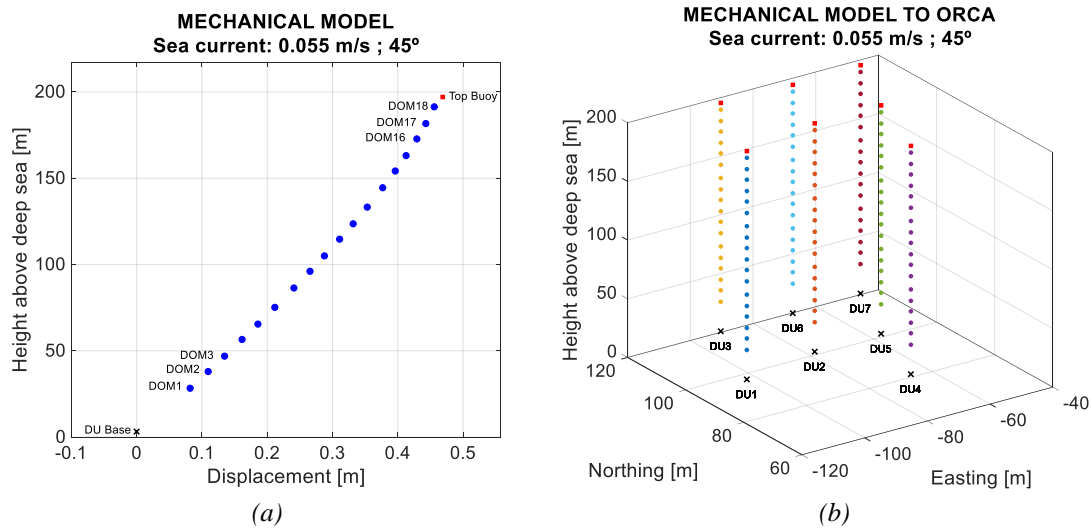 MECHANICAL MODEL
Sea current: 0.055 m/s ; 45º
Height above deep sea [m]
200
150
100
50
0
DOM18
Top Buoy
DOM17
DOM16
DOM3
DOM2
DOM1
DU Base
-0.1
0
0.1
0.2
0.3
0.4
0.5
Displacement [m]
(a)
MECHANICAL MODEL TO ORCA
Sea current: 0.055 m/s ; 45º
Height above deep sea [m]
200
150
100
50
0
DU7
DU6
DU3
DU5
DU2
DU4
DU1
120
100
80
60
Northing [m]
-120
-100
-80
-60
-40
Easting [m]
(b)